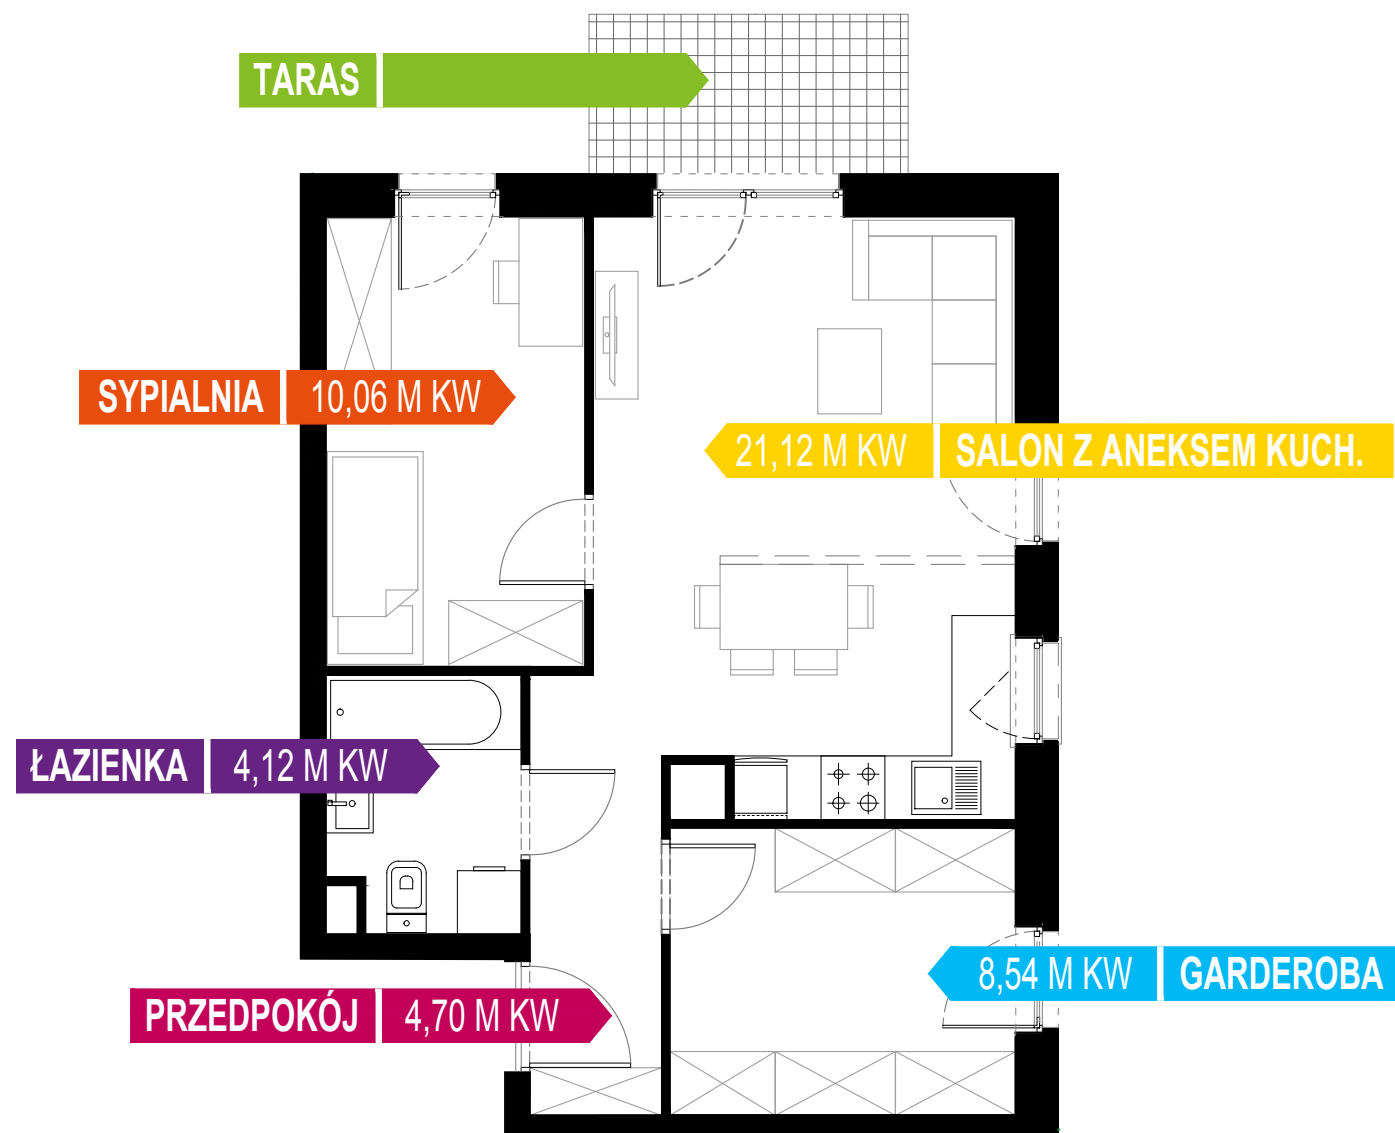 TARAS
SYPIALNIA 10,06 M KW
21,12 M KW SALON Z ANEKSEM KUCH.
ŁAZIENKA 4,12 M KW
8,54 M KW GARDEROBA
PRZEDPOKÓJ 4,70 M KW